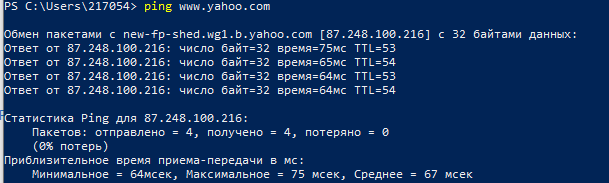 PS C:\Users\217054> ping www.yahoo.com
Обмен пакетами с new-fp-shed.wg1.b.yahoo.com [87.248.100.216] с 32 байтами данных:
Ответ от 87.248.100.216: число байт=32 время=75мс TTL=53
Ответ от 87.248.100.216: число байт=32 время=65мс TTL=54
Ответ от 87.248.100.216: число байт=32 время=64мс TTL=53
Ответ от 87.248.100.216: число байт=32 время=64мс TTL=54
Статистика Ping для 87.248.100.216:
Пакетов: отправлено = 4, получено = 4, потеряно = 0
(0% потерь)
Приблизительное время приема-передачи в мс:
Минимальное = 64мсек, Максимальное = 75 мсек, Среднее = 67 мсек